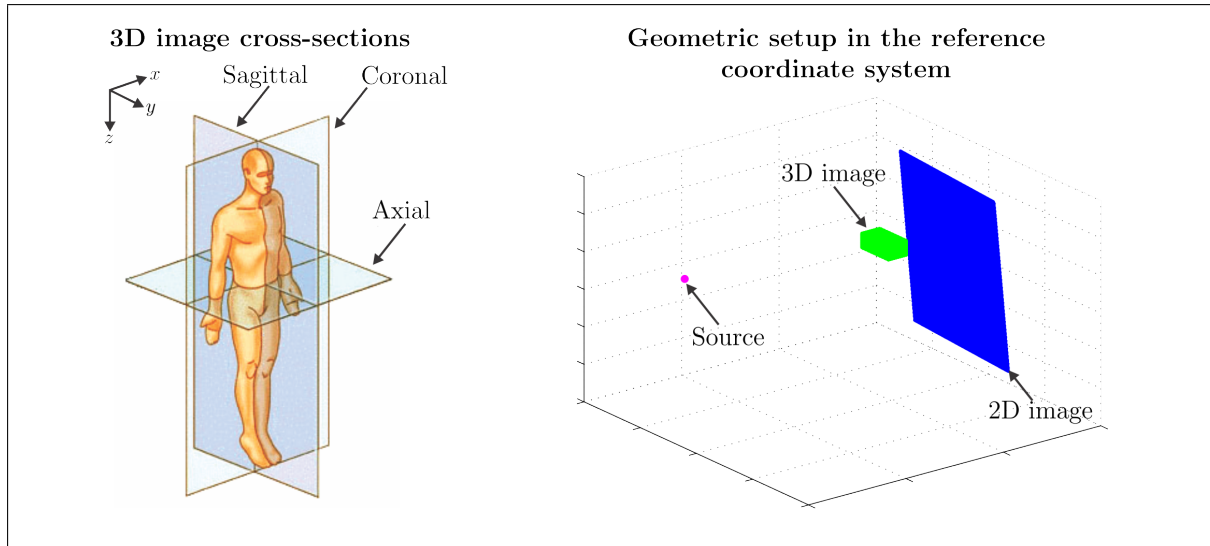 3D image cross-sections
Sagittal
Coronal
x
y
z
Axial
Geometric setup in the reference
coordinate system
3D image
Source
2D image